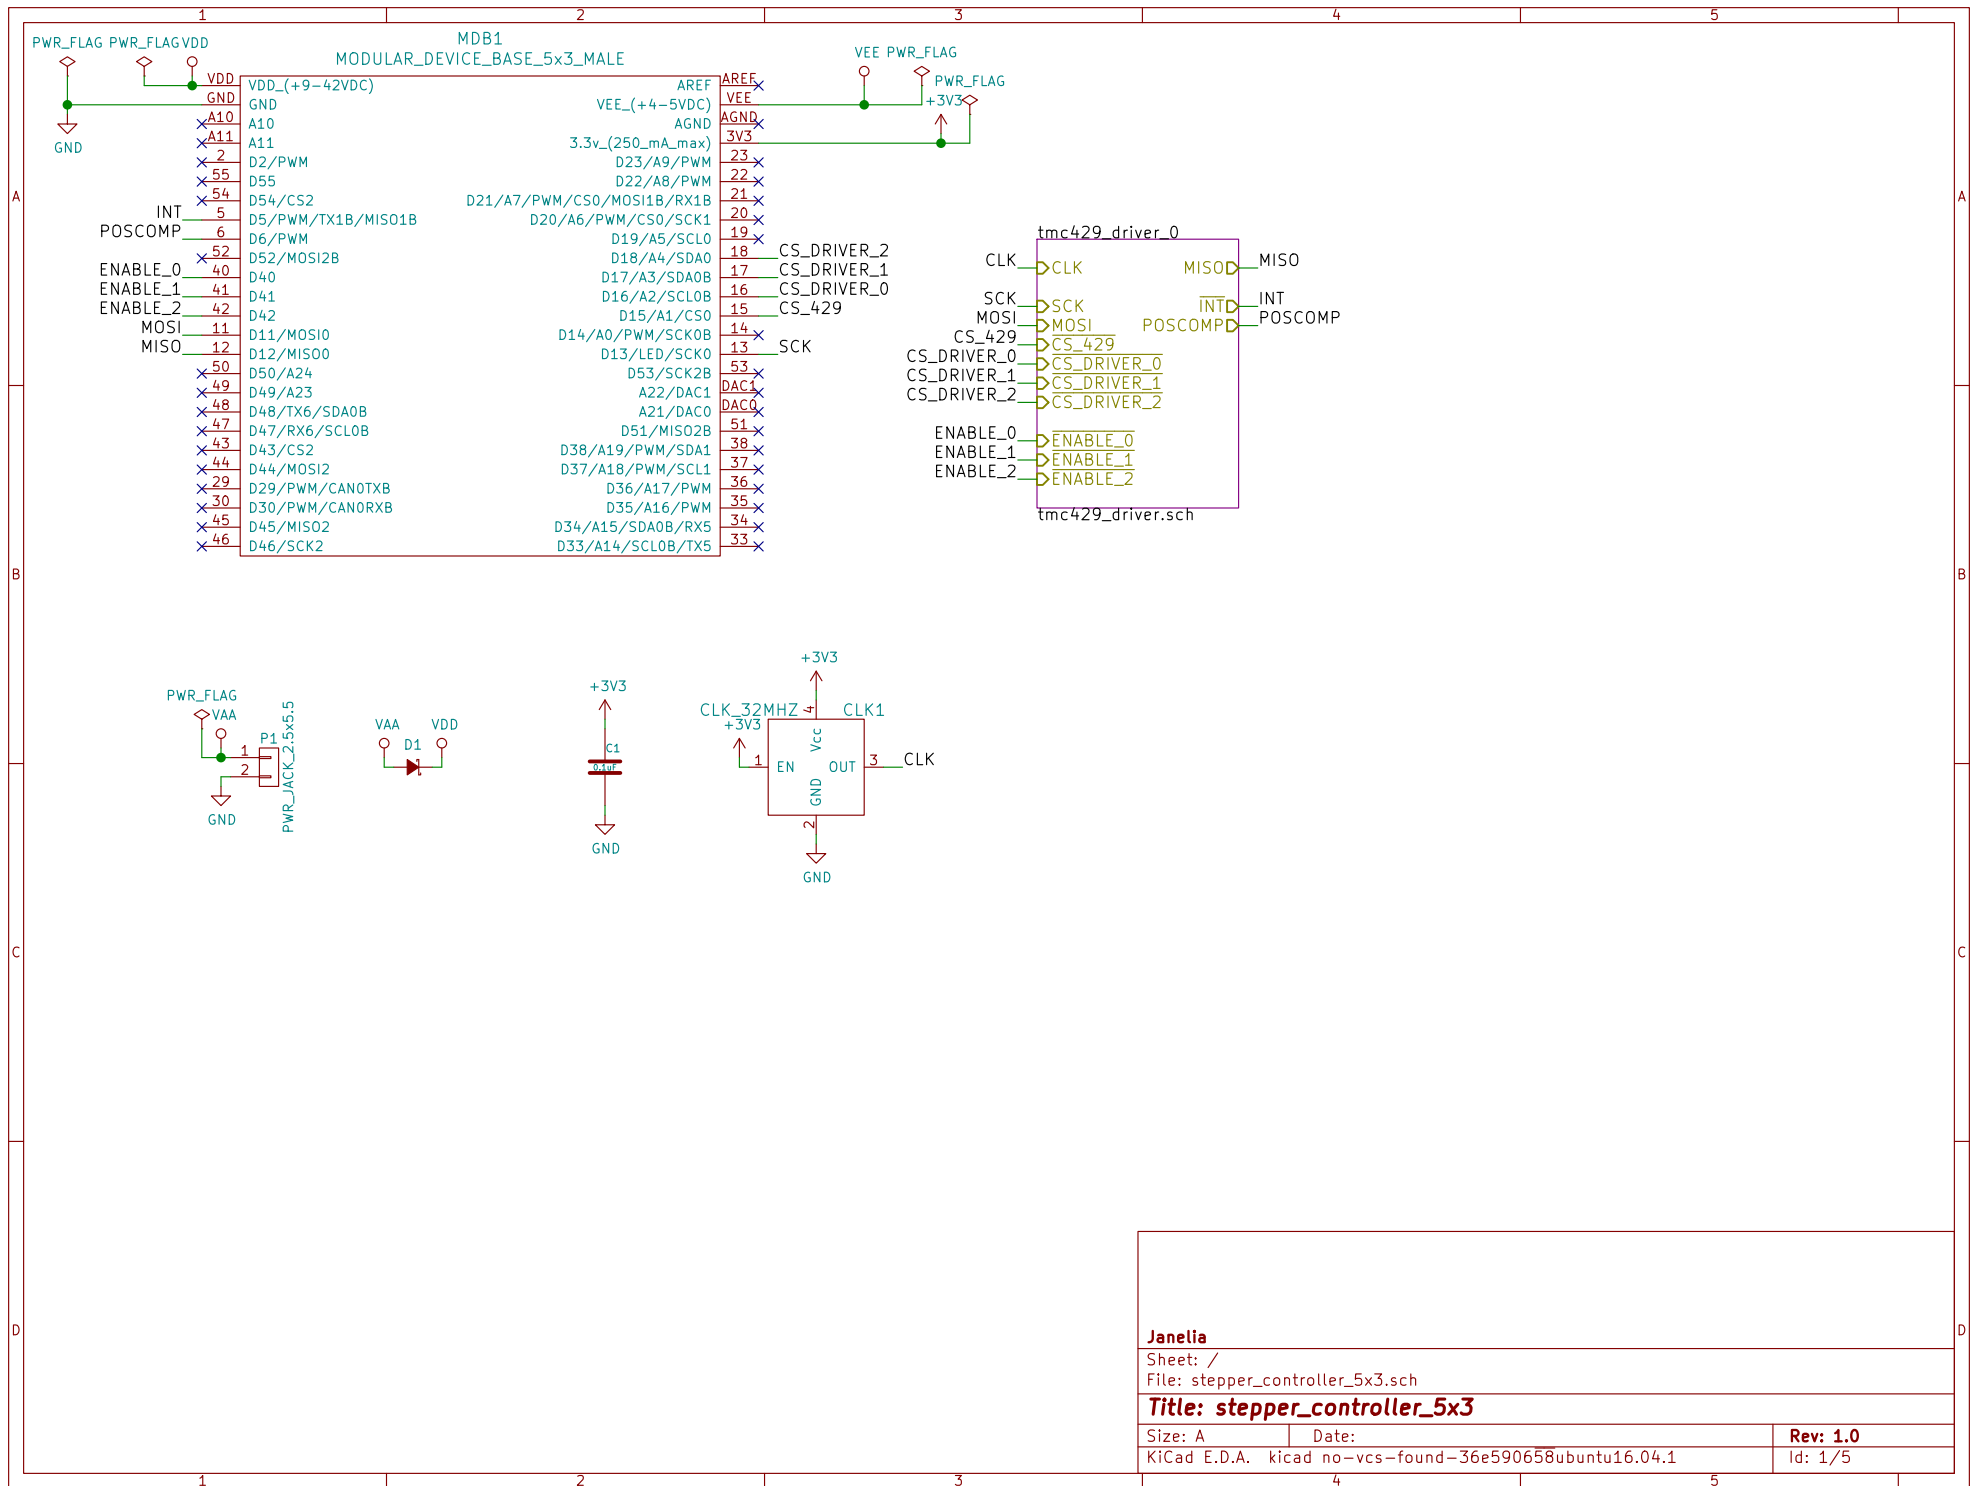 1 2 3 4 5
PWR_FLAG PWR_FLAG VDD
MDB1
MODULAR_DEVICE_BASE_5x3_MALE
VEE PWR_FLAG
PWR_FLAG
+3V3
GND
VDD VDD_(+9-42VDC) AREF AREF
GND GND VEE_(+4-5VDC) VEE
A10 A10 AGND AGND
A11 A11 3.3v_(250_mA_max) 3V3
2 D2/PWM D23/A9/PWM 23
55 D55 D22/A8/PWM 22
54 D54/CS2 D21/A7/PWM/CS0/MOSI1B/RX1B 21
INT 5 D5/PWM/TX1B/MISO1B D20/A6/PWM/CS0/SCK1 20
POSCOMP 6 D6/PWM D19/A5/SCL0 19
52 D52/MOSI2B D18/A4/SDA0 18 CS_DRIVER_2
ENABLE_0 40 D40 D17/A3/SDA0B 17 CS_DRIVER_1
ENABLE_1 41 D41 D16/A2/SCL0B 16 CS_DRIVER_0
ENABLE_2 42 D42 D15/A1/CS0 15 CS_429
MOSI 11 D11/MOSI0 D14/A0/PWM/SCK0B 14
MISO 12 D12/MISO0 D13/LED/SCK0 13 SCK
50 D50/A24 D53/SCK2B 53
49 D49/A23 A22/DAC1 DAC1
48 D48/TX6/SDA0B A21/DAC0 DAC0
47 D47/RX6/SCL0B D51/MISO2B 51
43 D43/CS2 D38/A19/PWM/SDA1 38
44 D44/MOSI2 D37/A18/PWM/SCL1 37
29 D29/PWM/CAN0TXB D36/A17/PWM 36
30 D30/PWM/CAN0RXB D35/A16/PWM 35
45 D45/MISO2 D34/A15/SDA0B/RX5 34
46 D46/SCK2 D33/A14/SCL0B/TX5 33
tmc429_driver_0
CLK CLK MISO MISO
SCK SCK INT INT
MOSI MOSI POSCOMP POSCOMP
CS_429 CS_429
CS_DRIVER_0 CS_DRIVER_0
CS_DRIVER_1 CS_DRIVER_1
CS_DRIVER_2 CS_DRIVER_2
ENABLE_0 ENABLE_0
ENABLE_1 ENABLE_1
ENABLE_2 ENABLE_2
tmc429_driver.sch
A A
B B
PWR_FLAG
VAA
P1
1
2
PWR_JACK_2.5x5.5
GND
VAA VDD
D1
+3V3
C1
0.1uF
GND
+3V3
CLK_32MHZ CLK1
+3V3
4
Vcc
1 EN OUT 3 CLK
GND
2
GND
C C
D D
Janelia
Sheet: /
File: stepper_controller_5x3.sch
Title: stepper_controller_5x3
Size: A Date: Rev: 1.0
KiCad E.D.A. kicad no-vcs-found-36e590658ubuntu16.04.1 Id: 1/5
1 2 3 4 5